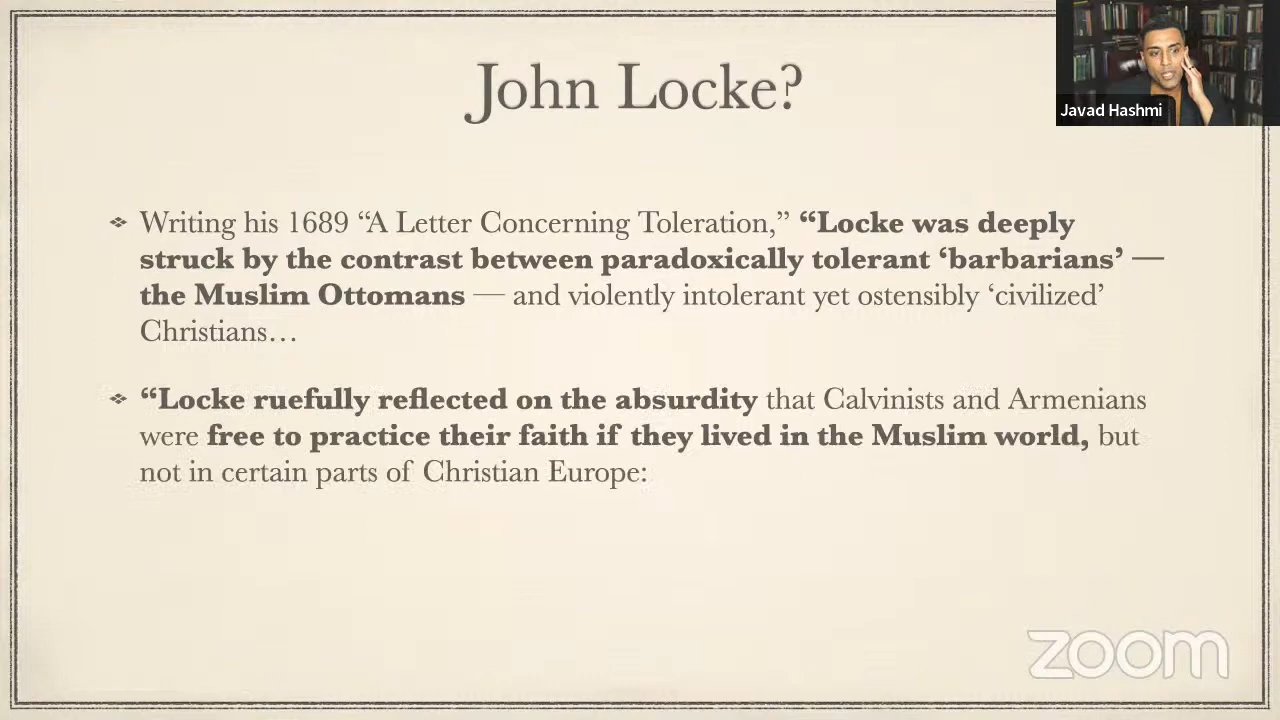 John Locke?
Javad Hashmi
Writing his 1689 “A Letter Concerning Toleration,” “Locke was deeply
struck by the contrast between paradoxically tolerant ‘barbarians’ —
the Muslim Ottomans — and violently intolerant yet ostensibly ‘civilized’
Christians…
“Locke ruefully reflected on the absurdity that Calvinists and Armenians
were free to practice their faith if they lived in the Muslim world, but
not in certain parts of Christian Europe:
zoom